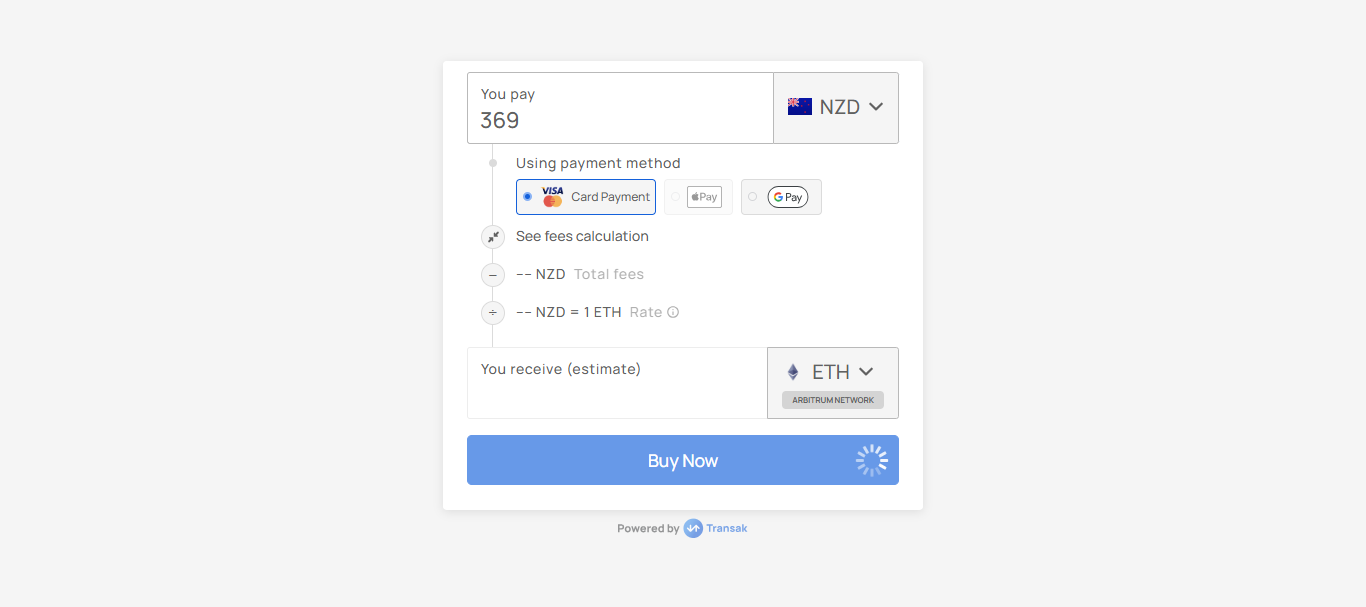 You pay
369
NZD
Using payment method
VISA Card Payment
Pay
G Pay
See fees calculation
−
-- NZD Total fees
÷
-- NZD = 1 ETH Rate
You receive (estimate)
ETH
ARBITRUM NETWORK
Buy Now
Powered by Transak